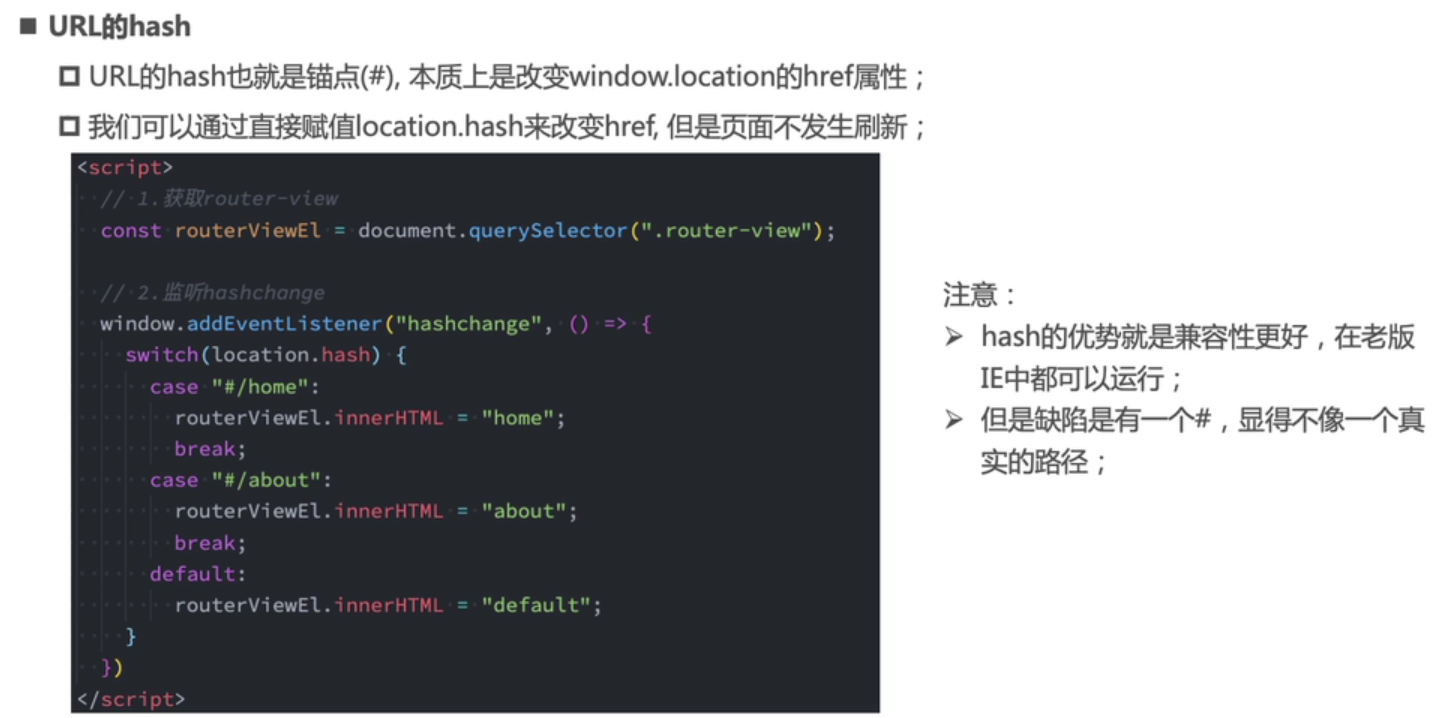 ■ URL的hash
URL的hash也就是锚点(#), 本质上是改变window.location的href属性；
我们可以通过直接赋值location.hash来改变href, 但是页面不发生刷新；
<script>
// 1.获取router-view
const routerViewEl = document.querySelector(".router-view");
// 2.监听hashchange
window.addEventListener("hashchange", () => {
switch(location.hash) {
case "#/home":
routerViewEl.innerHTML = "home";
break;
case "#/about":
routerViewEl.innerHTML = "about";
break;
default:
routerViewEl.innerHTML = "default";
}
})
</script>
注意：
➢ hash的优势就是兼容性更好，在老版
IE中都可以运行；
➢ 但是缺陷是有一个#，显得不像一个真
实的路径；